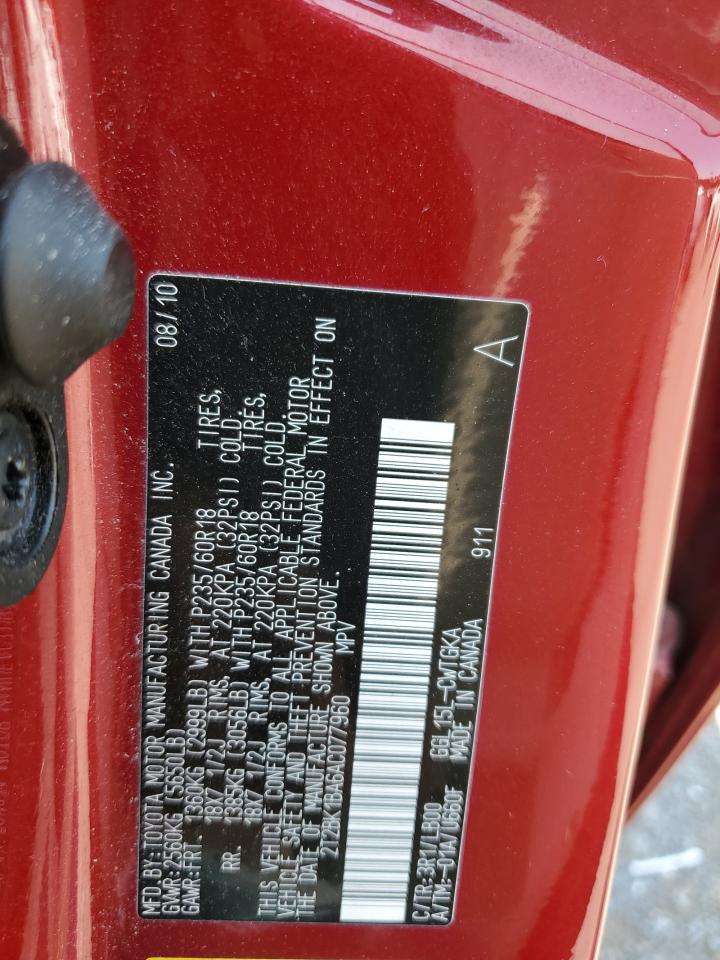 MFD.BY:TOYOTA MOTOR MANUFACTURING CANADA INC. 08/10
GVWR:2560KG (5650LB)
GAWR:FRT. 1360KG (2999LB) WITH P235/60R18 TIRES,
18X7 1/2J RIMS, AT 220KPA (32PSI) COLD.
RR. 1385KG (3055LB) WITH P235/60R18 TIRES,
18X7 1/2J RIMS, AT 220KPA (32PSI) COLD.
THIS VEHICLE CONFORMS TO ALL APPLICABLE FEDERAL MOTOR
VEHICLE SAFETY AND THEFT PREVENTION STANDARDS IN EFFECT ON
THE DATE OF MANUFACTURE SHOWN ABOVE.
2T2BK1BA6AC077960 MPV
C/TR:3R1/LB00 GGL15L-CWTGKA 911 A
A/TM:-01A/U660F MADE IN CANADA